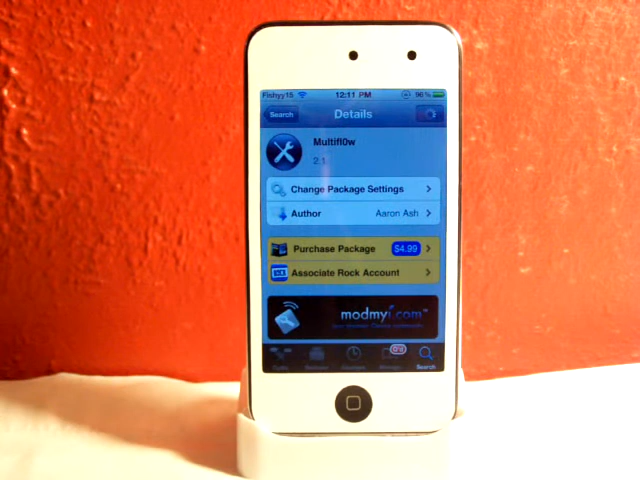 Fishyy15 12:11 PM 96%
Search Details
Multifl0w
2.1
Change Package Settings
Author Aaron Ash
Purchase Package $4.99
Associate Rock Account
modmyi.com™
Search